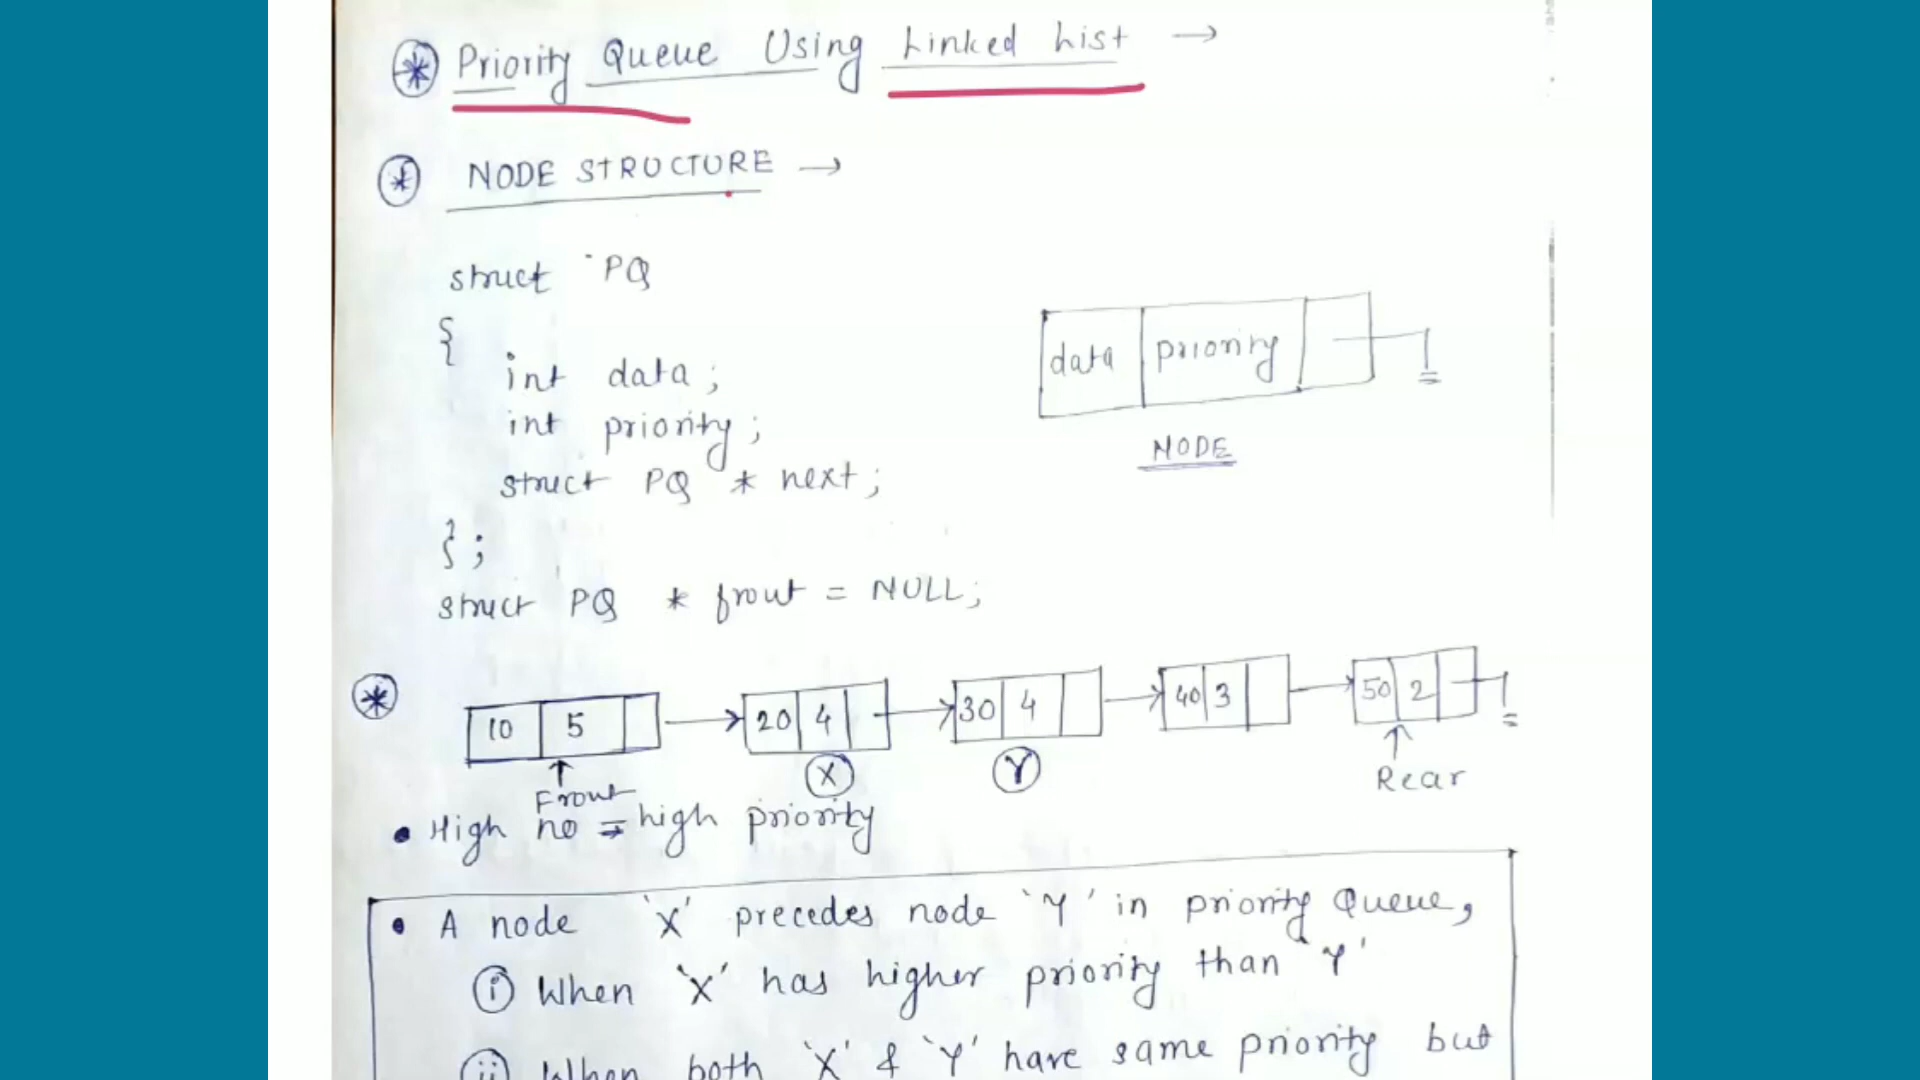 Priority Queue Using Linked List →
NODE STRUCTURE →
struct PQ
{
int data;
int priority;
struct PQ * next;
};
struct PQ * front = NULL;
data priority
NODE
10 5 → 20 4 → 30 4 → 40 3 → 50 2
X Y
Front Rear
• High no = high priority
• A node 'X' precedes node 'Y' in priority Queue,
(i) When 'X' has higher priority than 'Y'
(ii) When both 'X' & 'Y' have same priority but